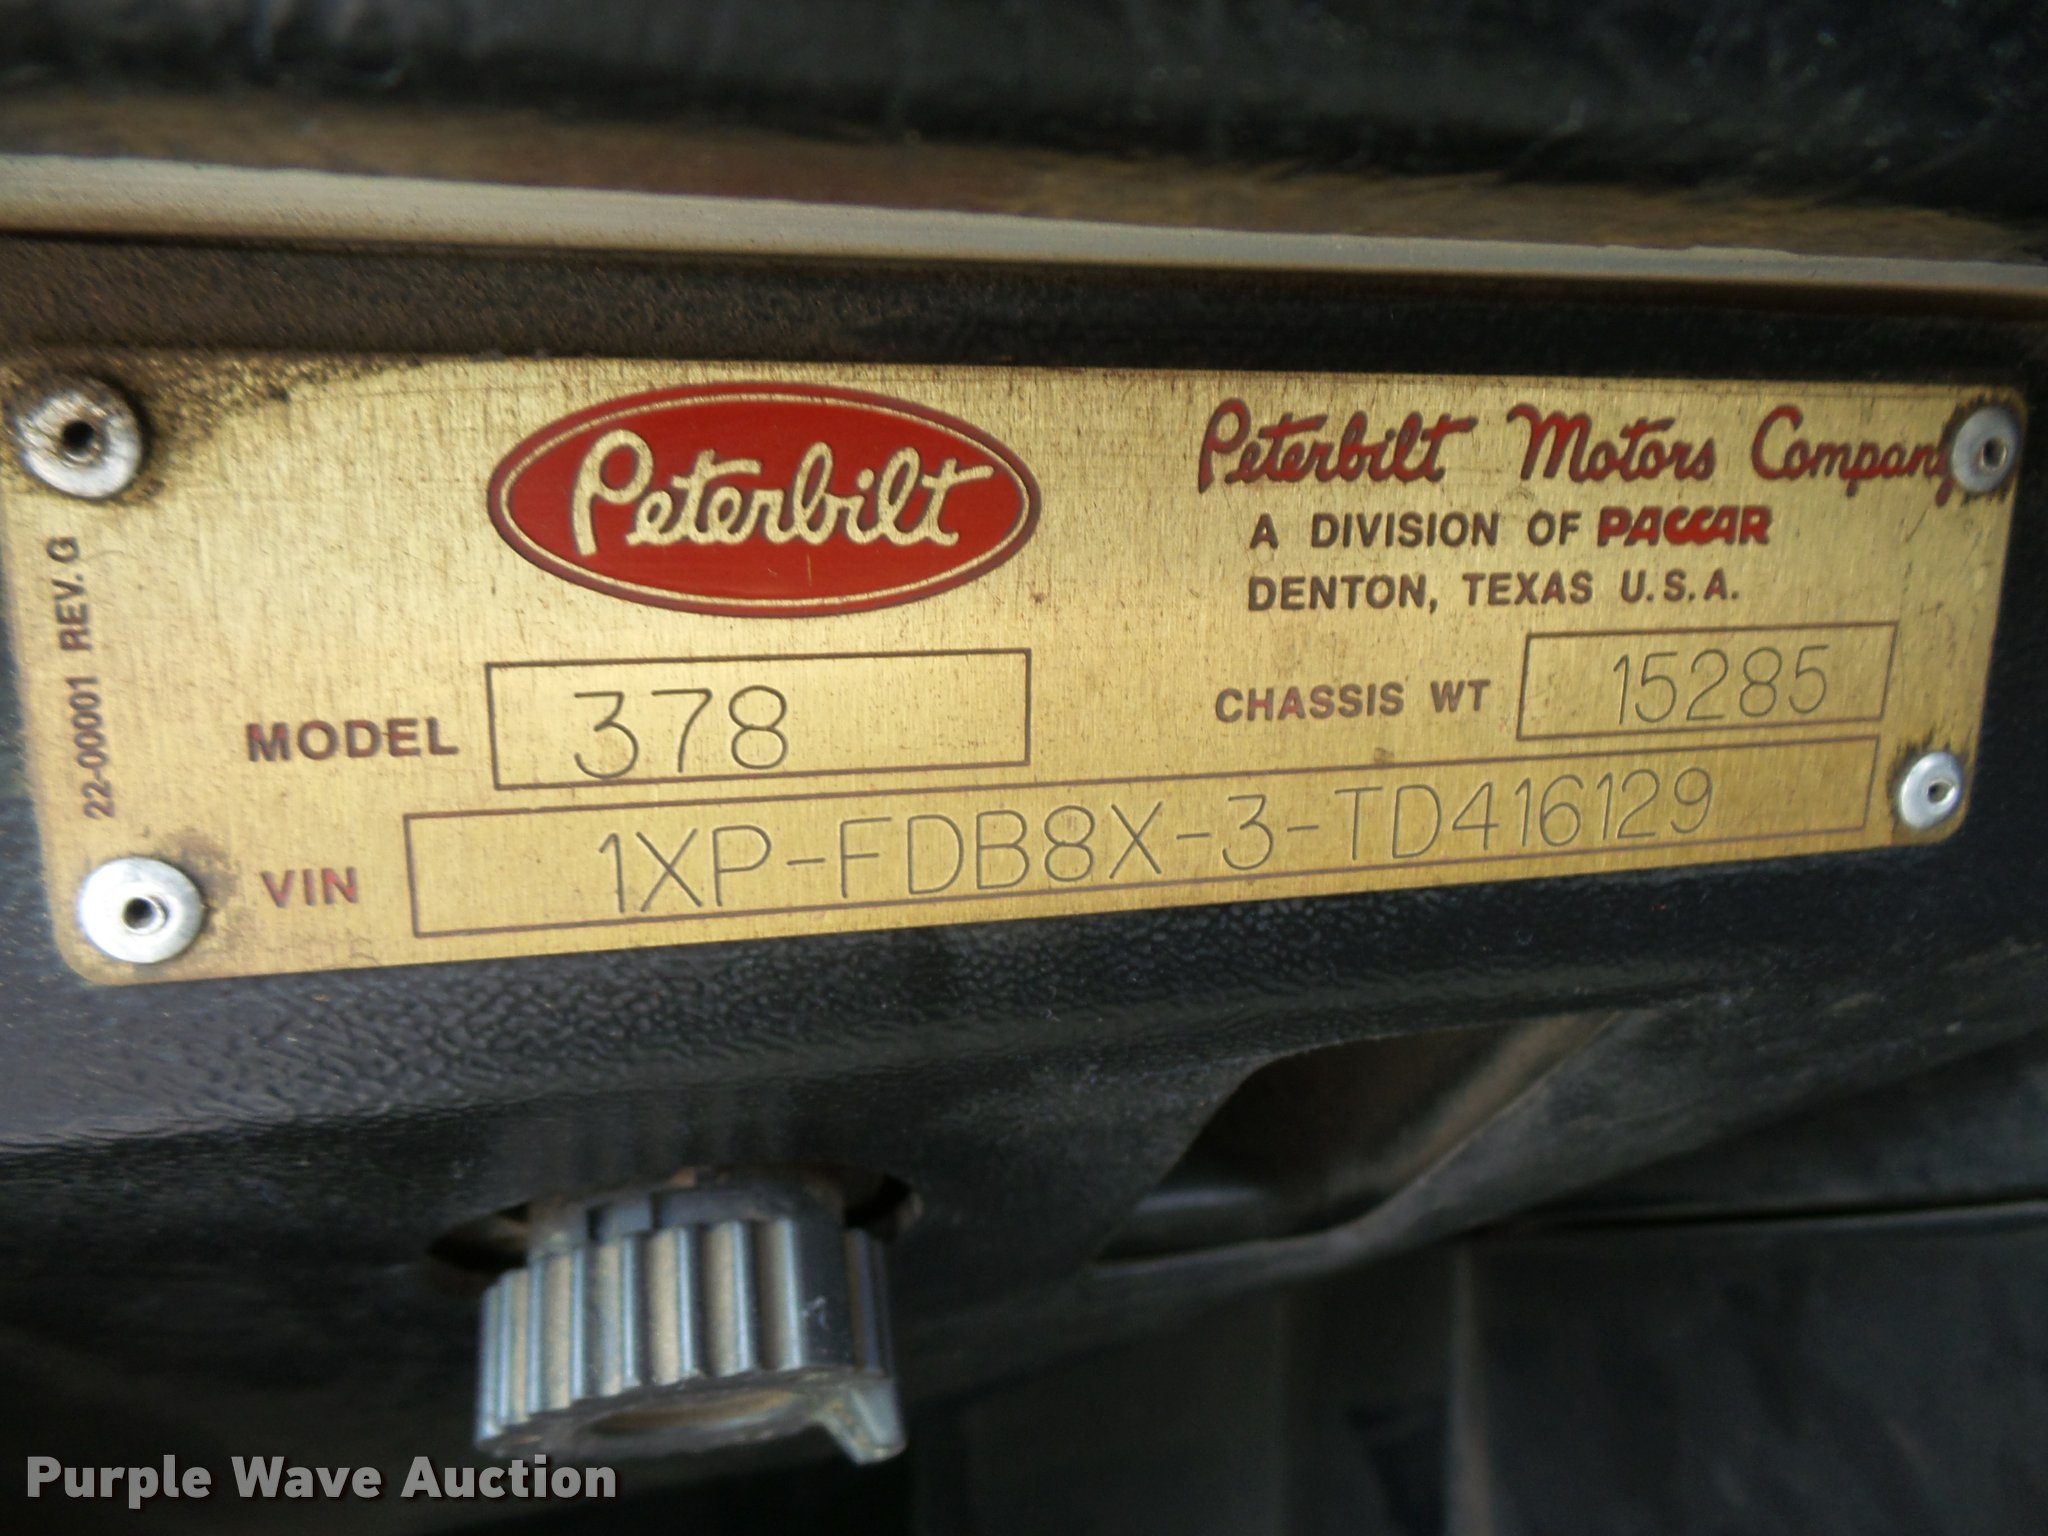 Peterbilt
Peterbilt Motors Company
A DIVISION OF PACCAR
DENTON, TEXAS U.S.A.
22-00001 REV. G
MODEL 378
CHASSIS WT 15285
VIN 1XP-FDB8X-3-TD416129
Purple Wave Auction